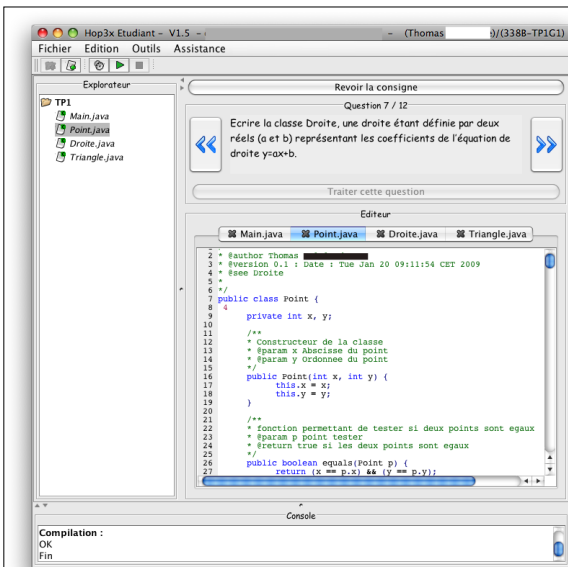 Hop3x Etudiant - V1.5 - - (Thomas )/(338B-TP1G1)
Fichier Edition Outils Assistance
Explorateur
TP1
Main.java
Point.java
Droite.java
Triangle.java
Revoir la consigne
Question 7 / 12
Ecrire la classe Droite, une droite étant définie par deux
réels (a et b) représentant les coefficients de l'équation de
droite y=ax+b.
Traiter cette question
Editeur
Main.java Point.java Droite.java Triangle.java
2 * @author Thomas
3 * @version 0.1 : Date : Tue Jan 20 09:11:54 CET 2009
4 * @see Droite
5 *
6 */
7 public class Point {
8 4
9 private int x, y;
10
11 /**
12 * Constructeur de la classe
13 * @param x Abscisse du point
14 * @param y Ordonnee du point
15 */
16 public Point(int x, int y) {
17 this.x = x;
18 this.y = y;
19 }
20
21 /**
22 * fonction permettant de tester si deux points sont egaux
23 * @param p point tester
24 * @return true si les deux points sont egaux
25 */
26 public boolean equals(Point p) {
27 return (x == p.x) && (y == p.y);
Console
Compilation :
OK
Fin